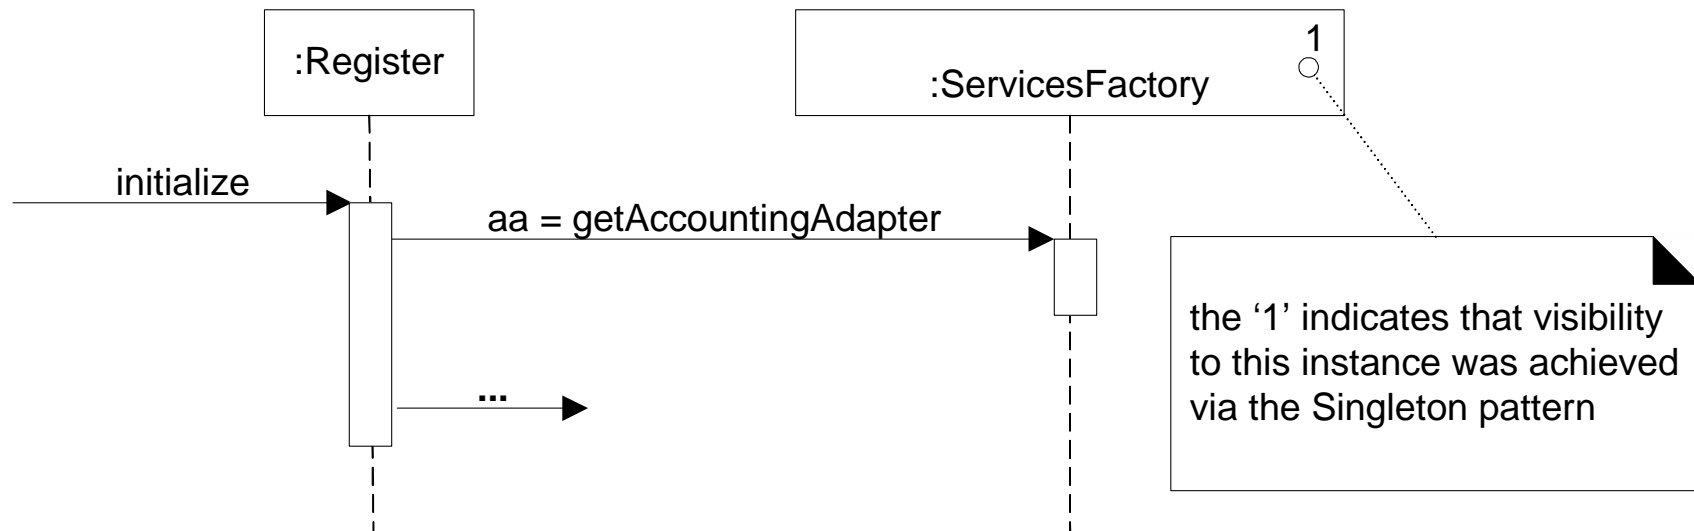 :Register
1
:ServicesFactory
initialize
aa = getAccountingAdapter
...
the ‘1’ indicates that visibility
to this instance was achieved
via the Singleton pattern